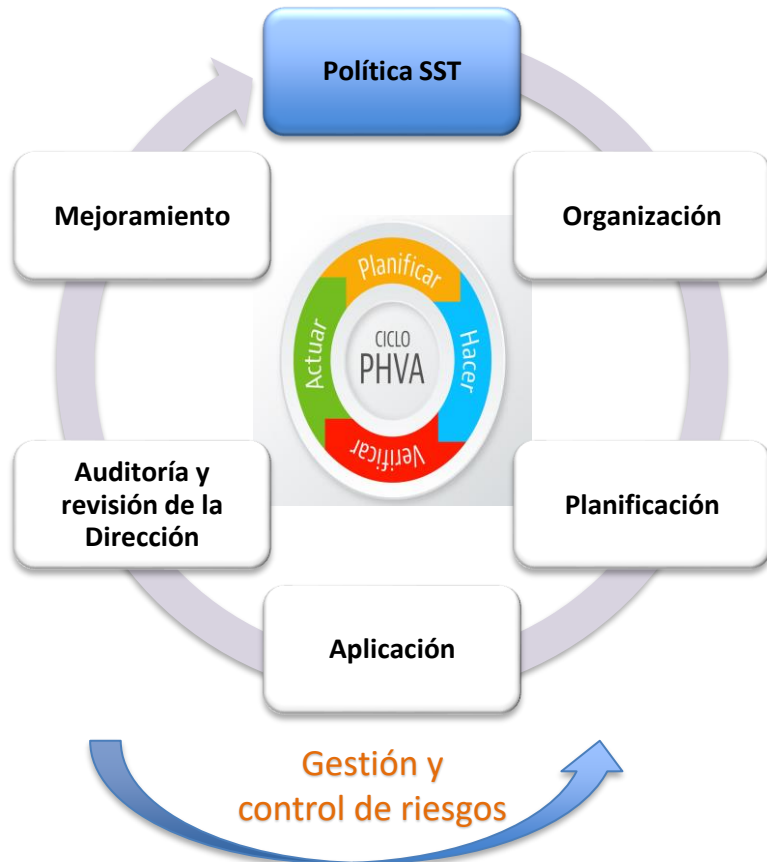 Política SST
Organización
Planificación
Aplicación
Auditoría y
revisión de la
Dirección
Mejoramiento
Planificar
Hacer
Verificar
Actuar
CICLO
PHVA
Gestión y
control de riesgos